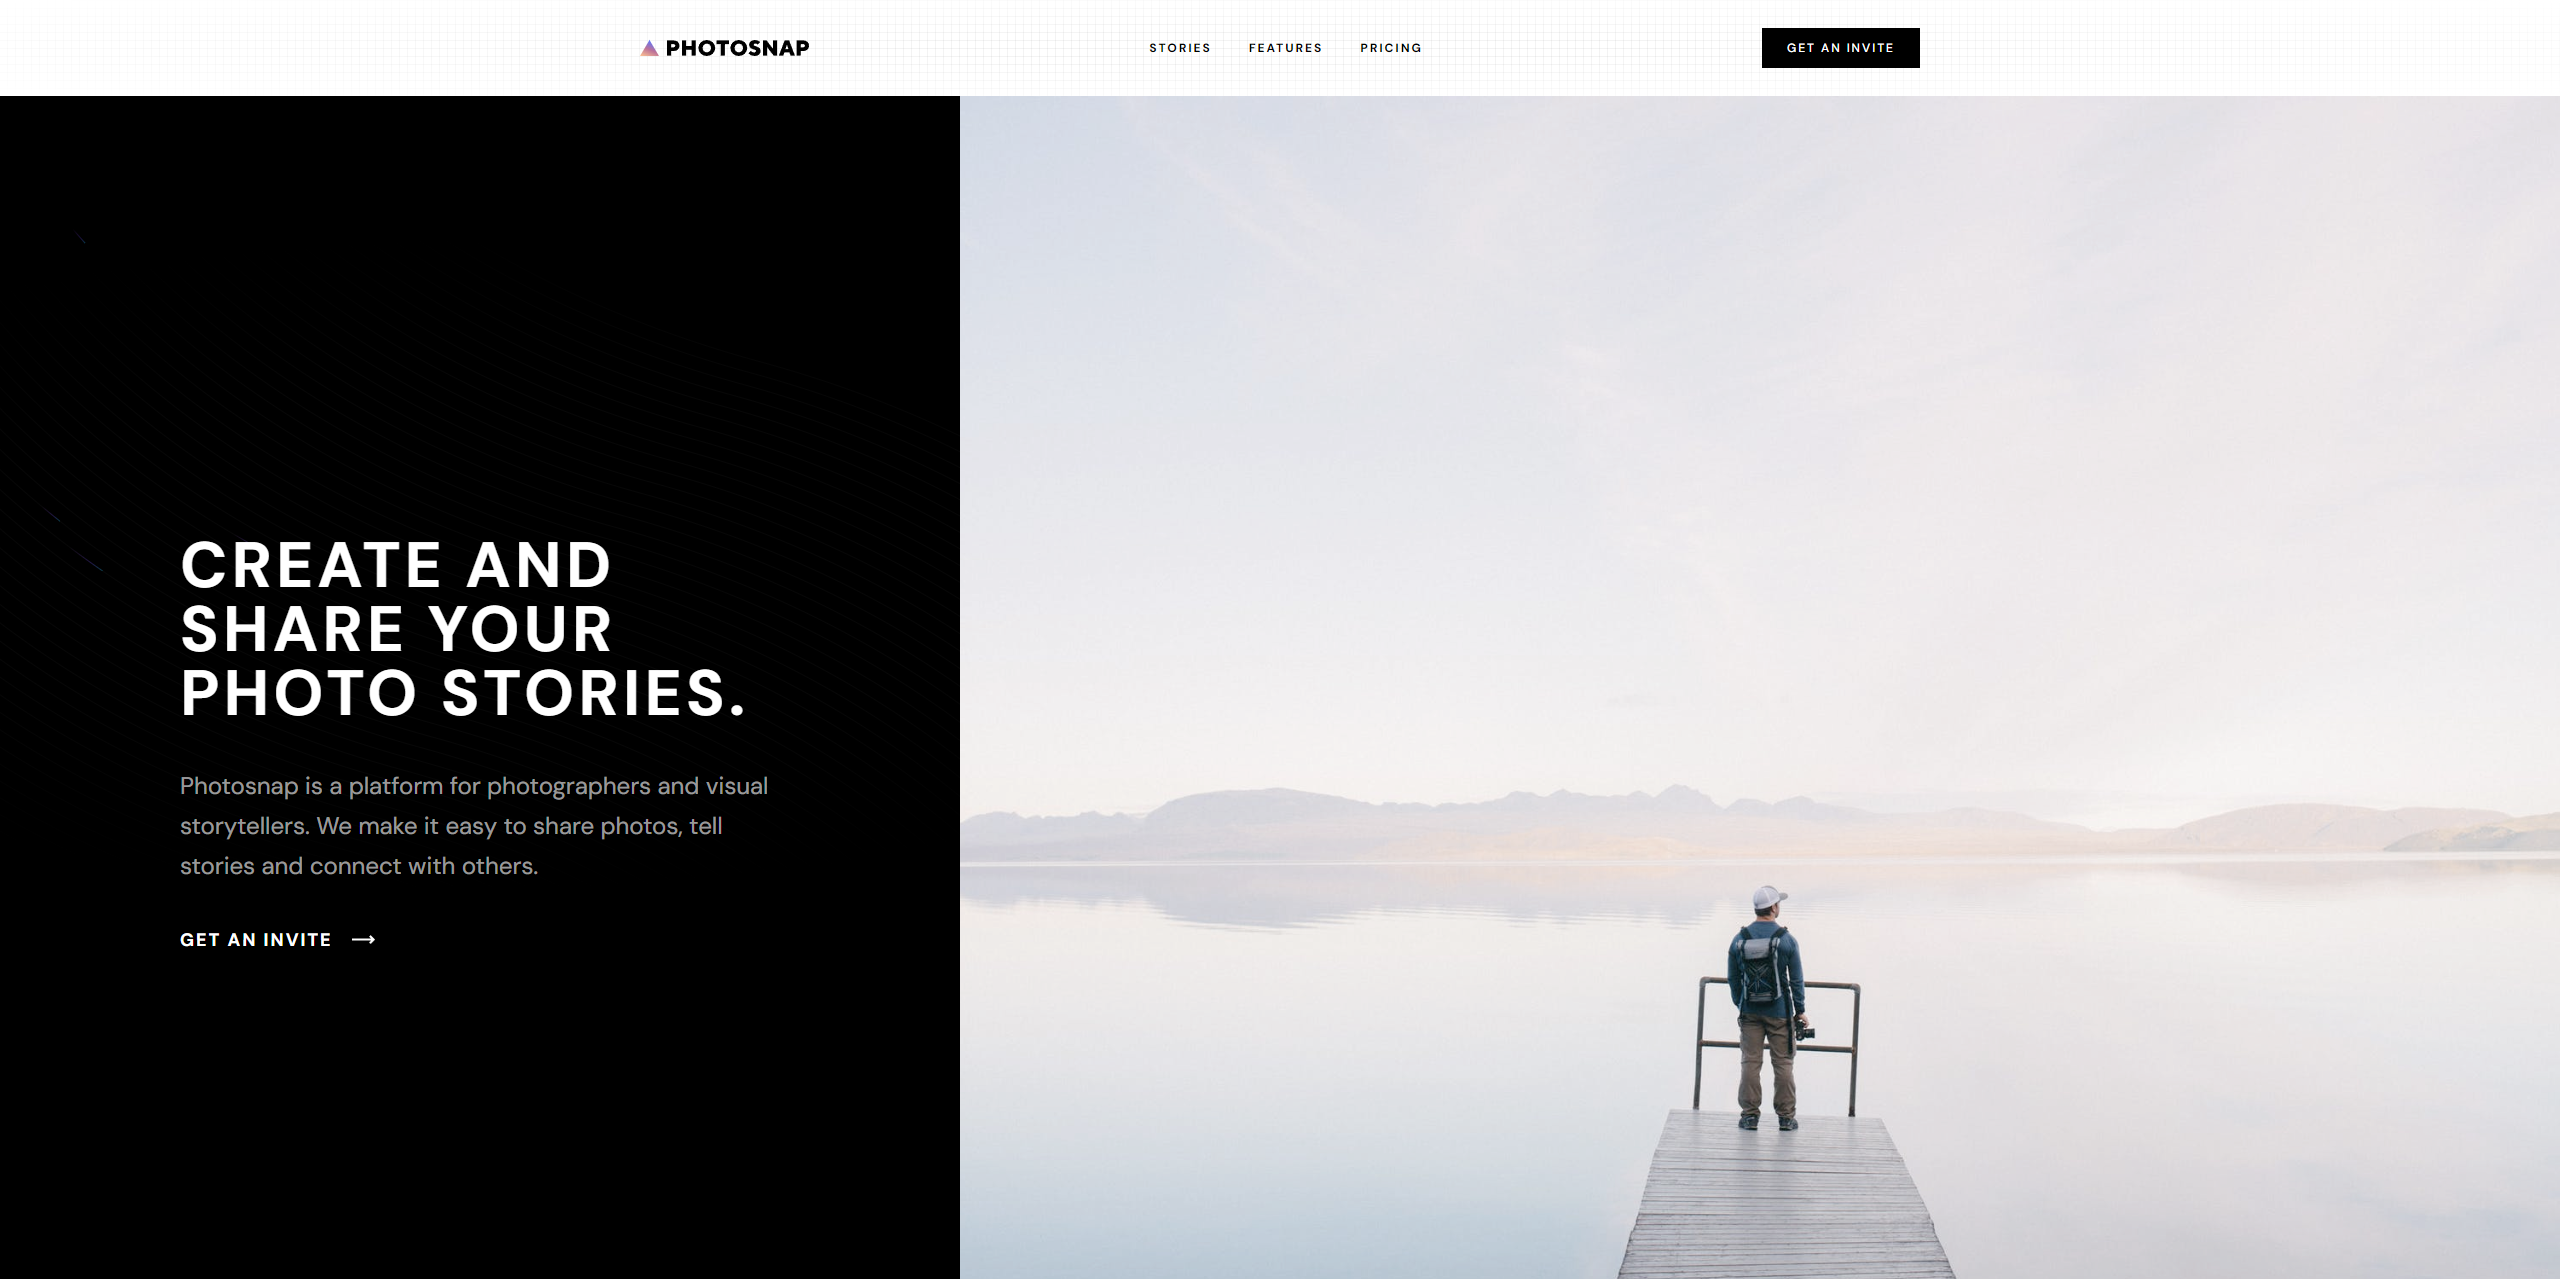 PHOTOSNAP
STORIES FEATURES PRICING
GET AN INVITE
CREATE AND
SHARE YOUR
PHOTO STORIES.
Photosnap is a platform for photographers and visual
storytellers. We make it easy to share photos, tell
stories and connect with others.
GET AN INVITE